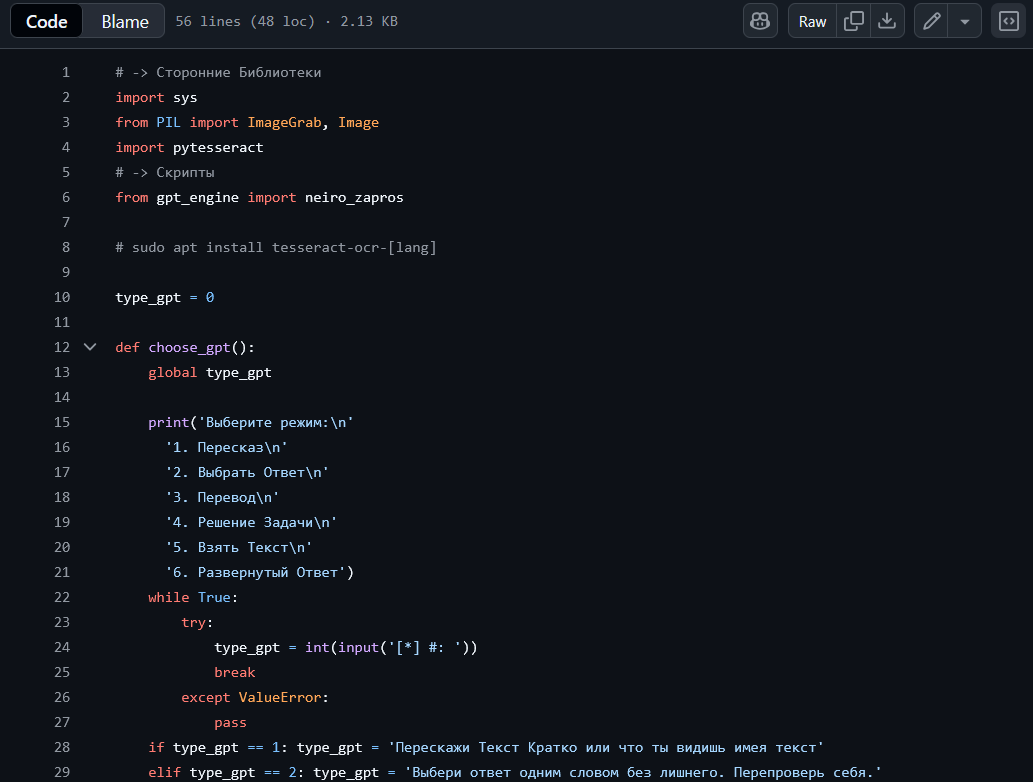 Code Blame 56 lines (48 loc) · 2.13 KB Raw
1 # -> Сторонние Библиотеки
2 import sys
3 from PIL import ImageGrab, Image
4 import pytesseract
5 # -> Скрипты
6 from gpt_engine import neiro_zapros
7
8 # sudo apt install tesseract-ocr-[lang]
9
10 type_gpt = 0
11
12 def choose_gpt():
13     global type_gpt
14
15     print('Выберите режим:\n'
16       '1. Пересказ\n'
17       '2. Выбрать Ответ\n'
18       '3. Перевод\n'
19       '4. Решение Задачи\n'
20       '5. Взять Текст\n'
21       '6. Развернутый Ответ')
22     while True:
23         try:
24             type_gpt = int(input('[*] #: '))
25             break
26         except ValueError:
27             pass
28     if type_gpt == 1: type_gpt = 'Перескажи Текст Кратко или что ты видишь имея текст'
29     elif type_gpt == 2: type_gpt = 'Выбери ответ одним словом без лишнего. Перепроверь себя.'